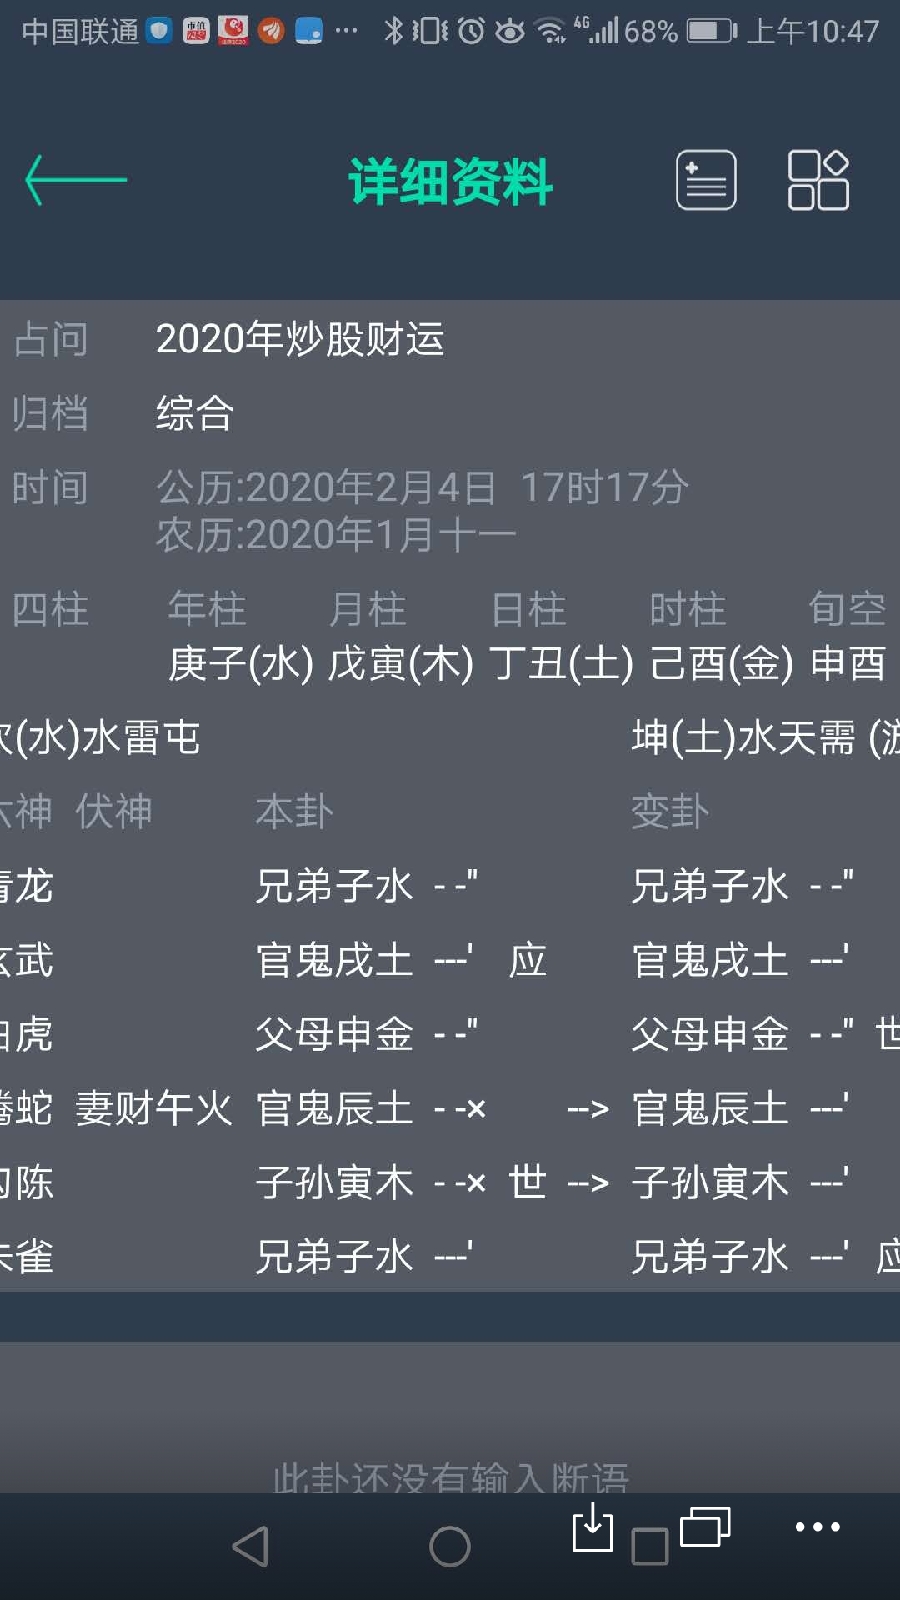 中国联通 ··· 4G 68% 上午10:47
详细资料
占问 2020年炒股财运
归档 综合
时间 公历:2020年2月4日 17时17分
农历:2020年1月十一
四柱 年柱 月柱 日柱 时柱 旬空
庚子(水) 戊寅(木) 丁丑(土) 己酉(金) 申酉
(水)水雷屯 坤(土)水天需 (
神 伏神 本卦 变卦
龙 兄弟子水 - -" 兄弟子水 - -"
武 官鬼戌土 ---' 应 官鬼戌土 ---'
虎 父母申金 - -" 父母申金 - -" 世
蛇 妻财午火 官鬼辰土 - -× --> 官鬼辰土 ---'
陈 子孙寅木 - -× 世 --> 子孙寅木 ---'
雀 兄弟子水 ---' 兄弟子水 ---' 应
此卦还没有输入断语